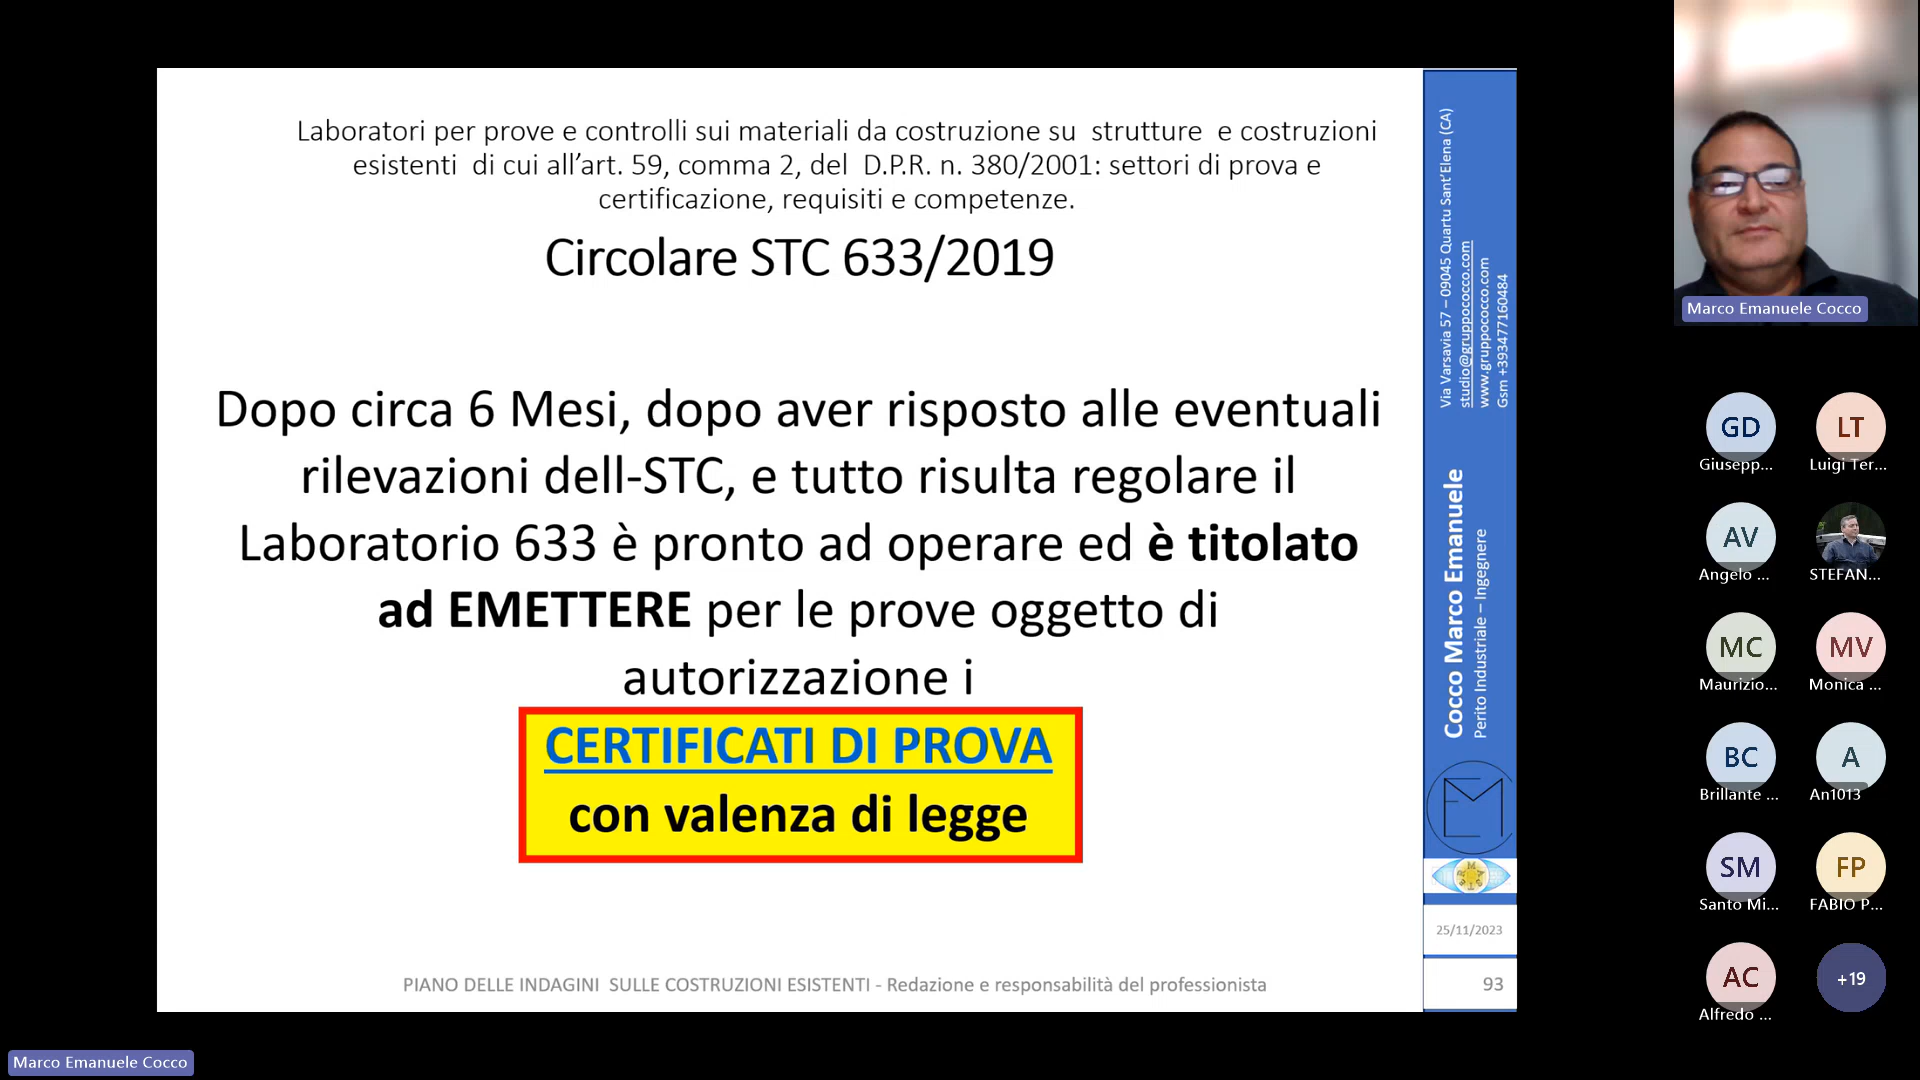 Laboratori per prove e controlli sui materiali da costruzione su strutture e costruzioni
esistenti di cui all’art. 59, comma 2, del D.P.R. n. 380/2001: settori di prova e
certificazione, requisiti e competenze.
Circolare STC 633/2019
Dopo circa 6 Mesi, dopo aver risposto alle eventuali
rilevazioni dell-STC, e tutto risulta regolare il
Laboratorio 633 è pronto ad operare ed è titolato
ad EMETTERE per le prove oggetto di
autorizzazione i
CERTIFICATI DI PROVA
con valenza di legge
PIANO DELLE INDAGINI SULLE COSTRUZIONI ESISTENTI - Redazione e responsabilità del professionista
Via Varsavia 57 – 09045 Quartu Sant’Elena (CA)
studio@gruppococco.com
www.gruppococco.com
Gsm +393477160484
Cocco Marco Emanuele
Perito Industriale – Ingegnere
25/11/2023
93
Marco Emanuele Cocco
GD
Giusepp...
LT
Luigi Ter...
AV
Angelo ...
STEFAN...
MC
Maurizio...
MV
Monica ...
BC
Brillante ...
A
An1013
SM
Santo Mi...
FP
FABIO P...
AC
Alfredo ...
+19
Marco Emanuele Cocco